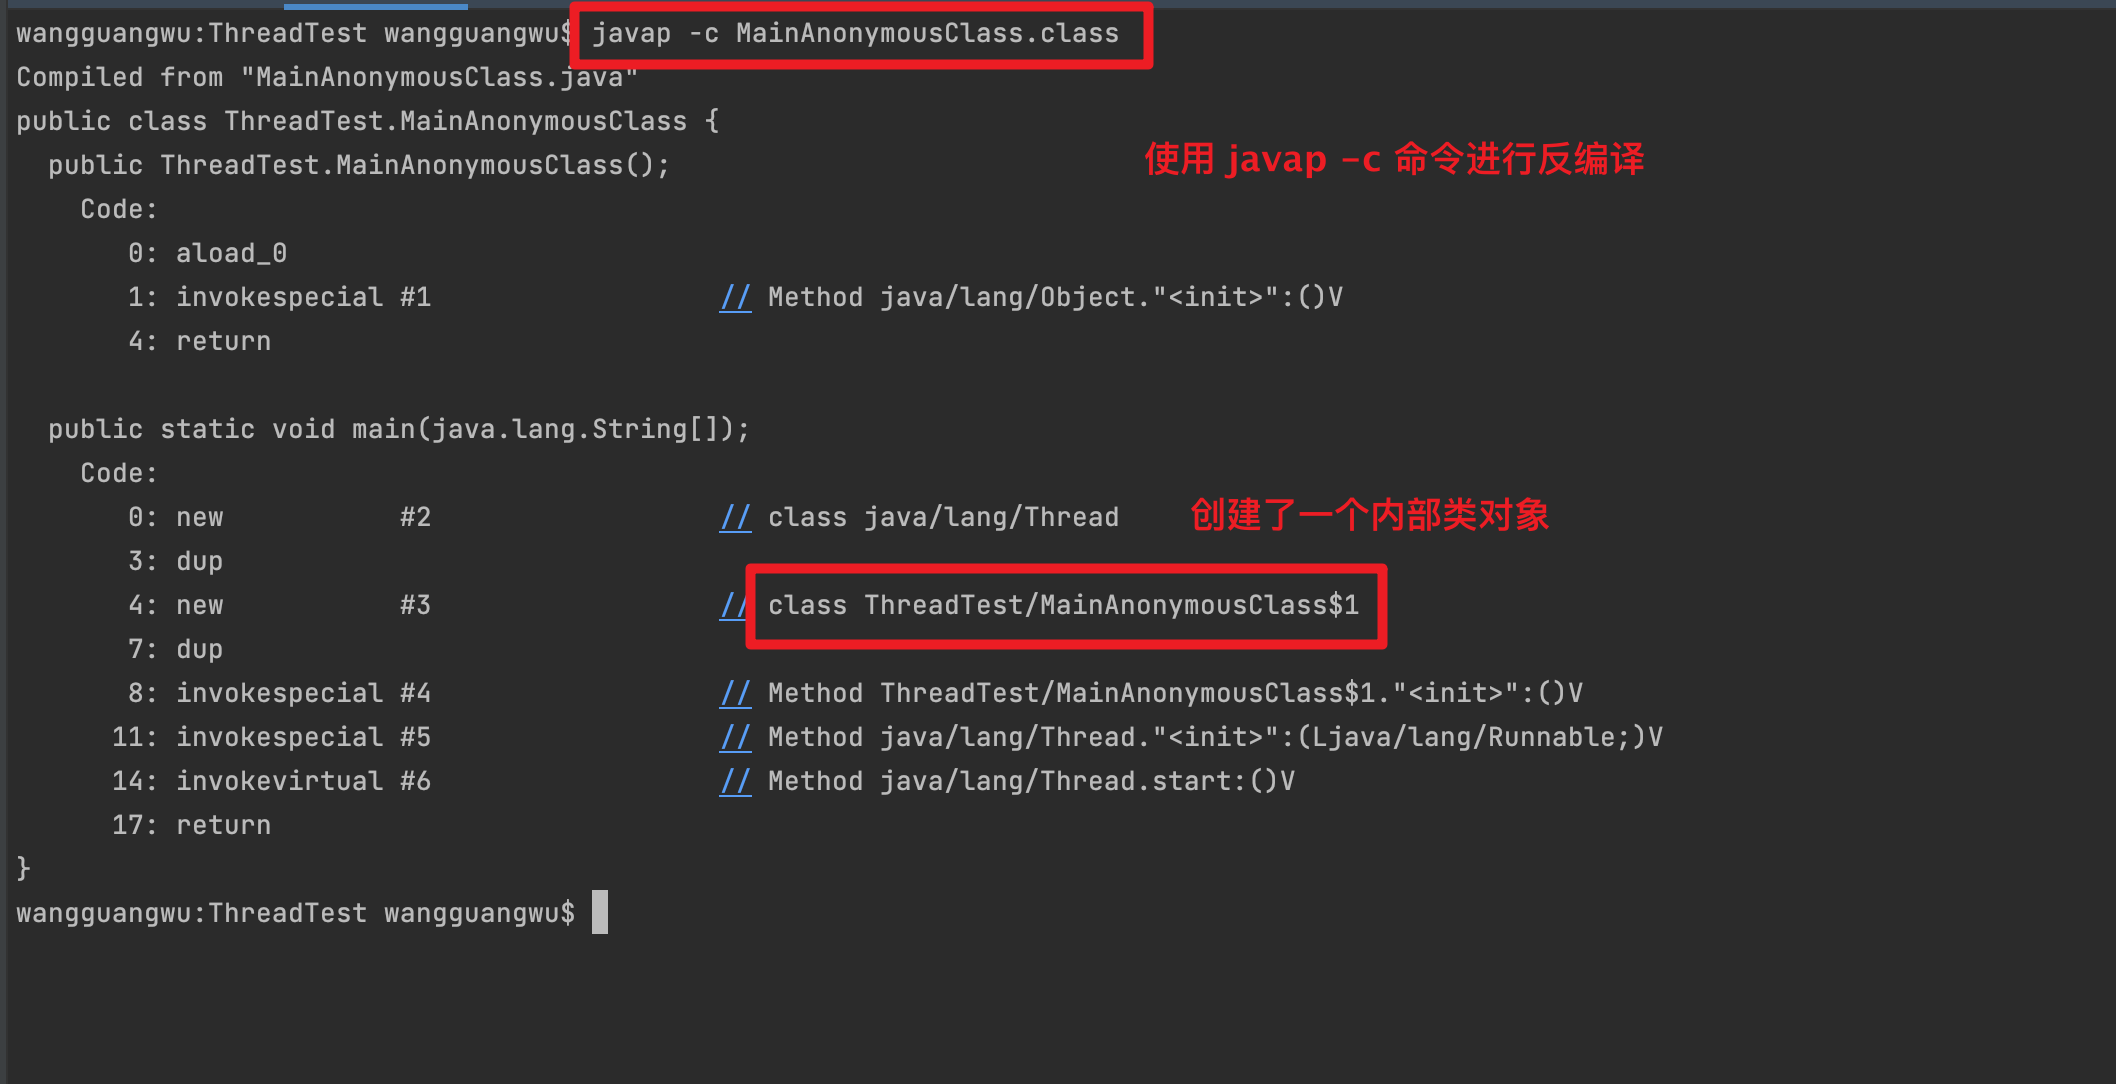 wangguangwu:ThreadTest wangguangwu$ javap -c MainAnonymousClass.class
Compiled from "MainAnonymousClass.java"
public class ThreadTest.MainAnonymousClass {
使用 javap -c 命令进行反编译
  public ThreadTest.MainAnonymousClass();
    Code:
       0: aload_0
       1: invokespecial #1                  // Method java/lang/Object."<init>":()V
       4: return
  public static void main(java.lang.String[]);
    Code:
       0: new           #2                  // class java/lang/Thread 创建了一个内部类对象
       3: dup
       4: new           #3                  // class ThreadTest/MainAnonymousClass$1
       7: dup
       8: invokespecial #4                  // Method ThreadTest/MainAnonymousClass$1."<init>":()V
      11: invokespecial #5                  // Method java/lang/Thread."<init>":(Ljava/lang/Runnable;)V
      14: invokevirtual #6                  // Method java/lang/Thread.start:()V
      17: return
}
wangguangwu:ThreadTest wangguangwu$